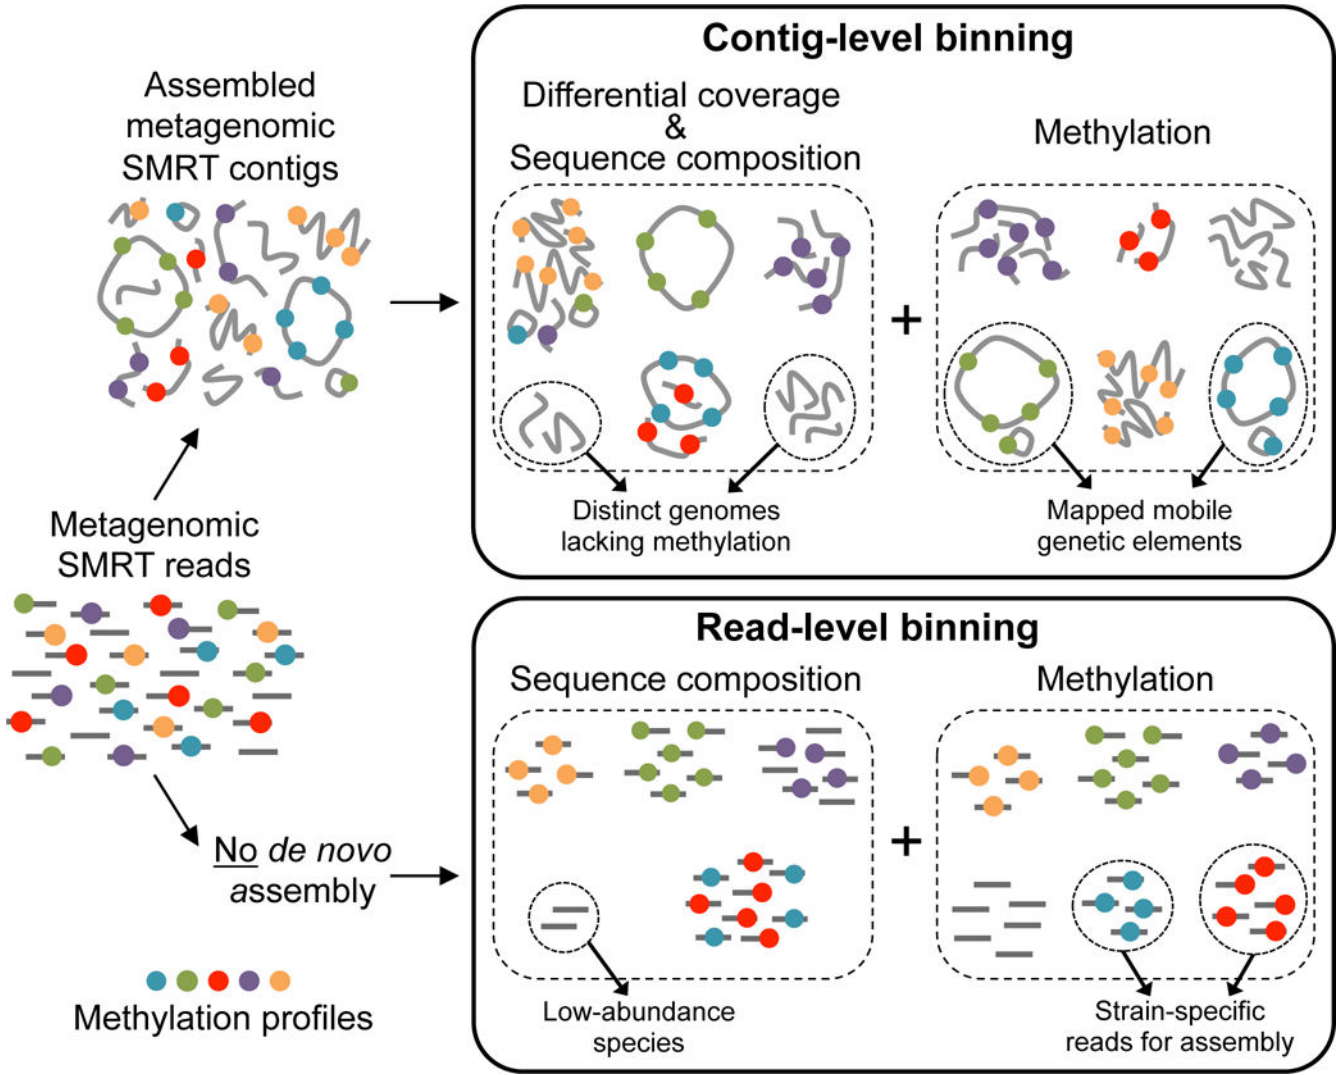 Assembled
metagenomic
SMRT contigs
Metagenomic
SMRT reads
No de novo
assembly
Methylation profiles
Contig-level binning
Differential coverage
&
Sequence composition
Methylation
+
Distinct genomes
lacking methylation
Mapped mobile
genetic elements
Read-level binning
Sequence composition
Methylation
+
Low-abundance
species
Strain-specific
reads for assembly